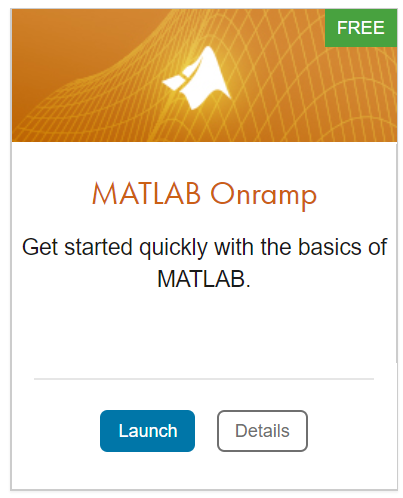 FREE
MATLAB Onramp
Get started quickly with the basics of
MATLAB.
Launch
Details